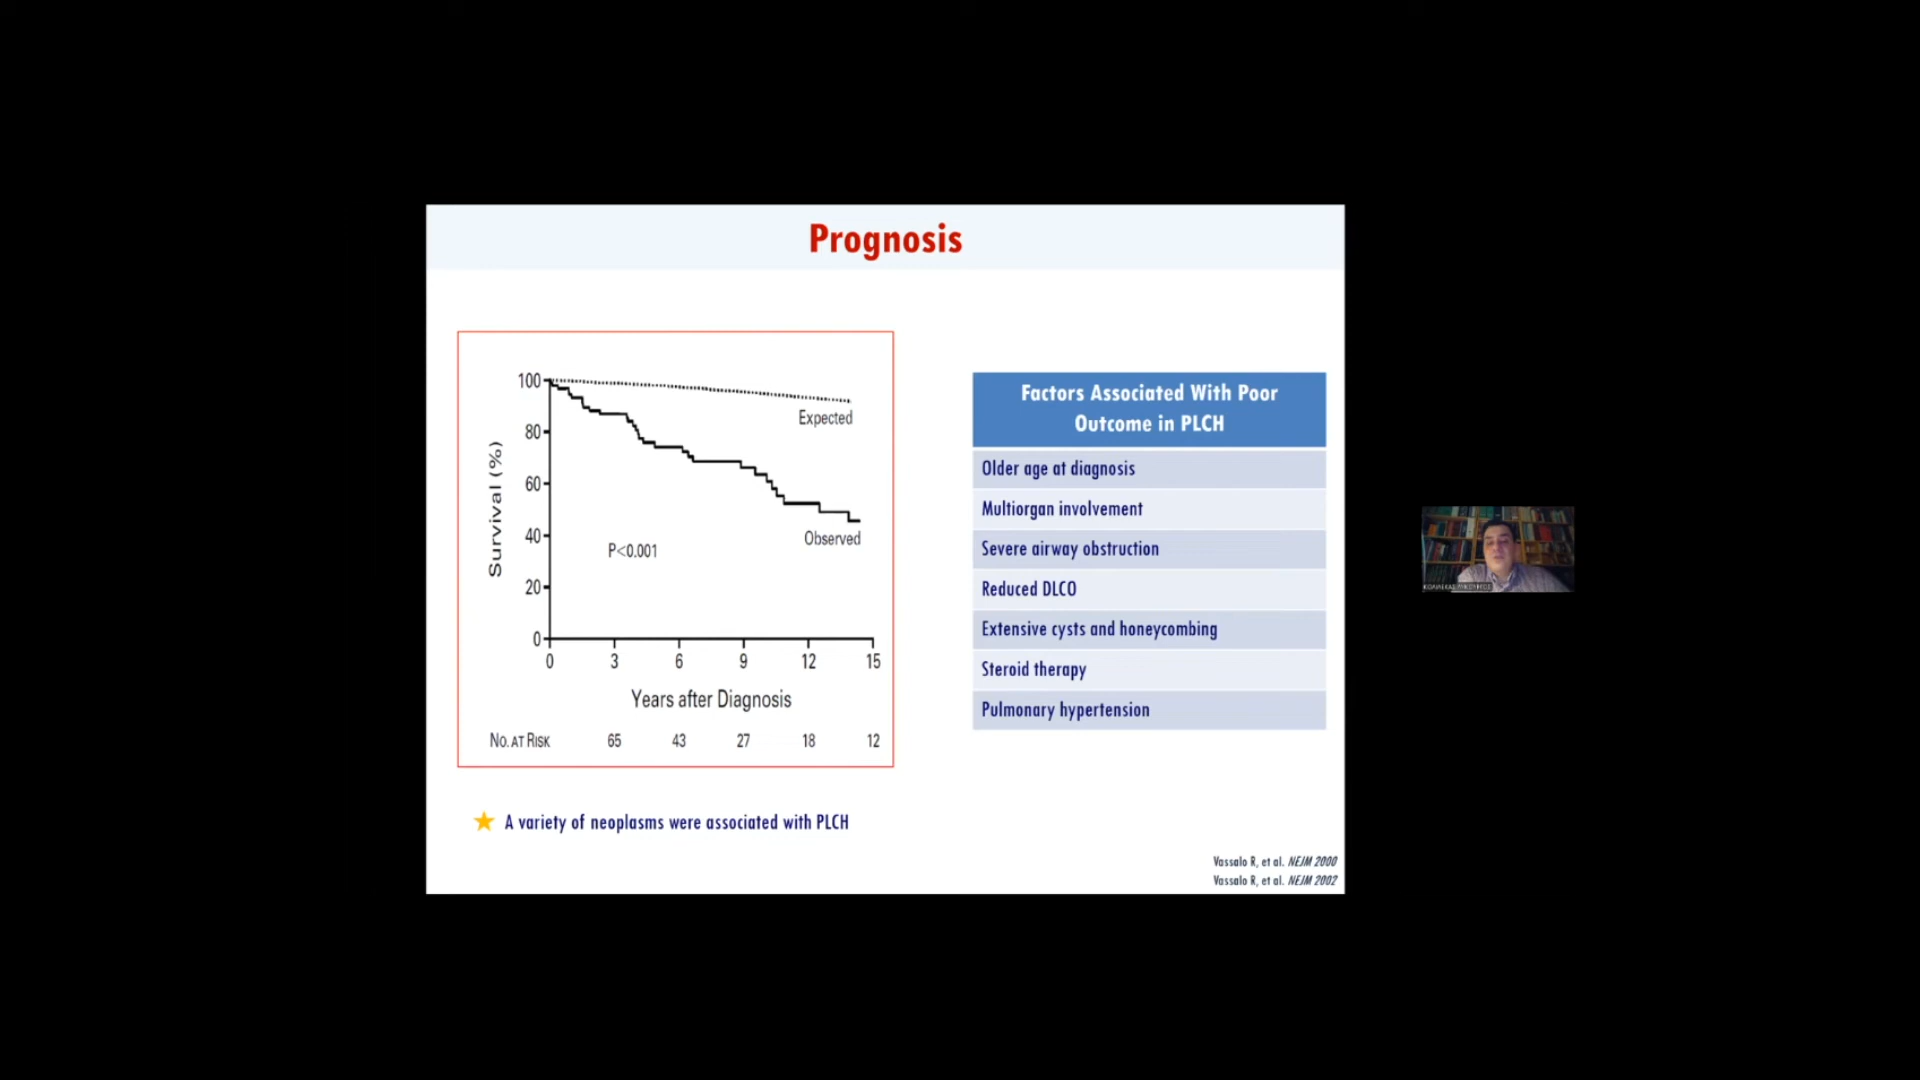 Prognosis
100
80
60
40
20
0
Survival (%)
Expected
Observed
P<0.001
0 3 6 9 12 15
Years after Diagnosis
No. at Risk 65 43 27 18 12
Factors Associated With Poor
Outcome in PLCH
Older age at diagnosis
Multiorgan involvement
Severe airway obstruction
Reduced DLCO
Extensive cysts and honeycombing
Steroid therapy
Pulmonary hypertension
A variety of neoplasms were associated with PLCH
Vassalo R, et al. NEJM 2000
Vassalo R, et al. NEJM 2002